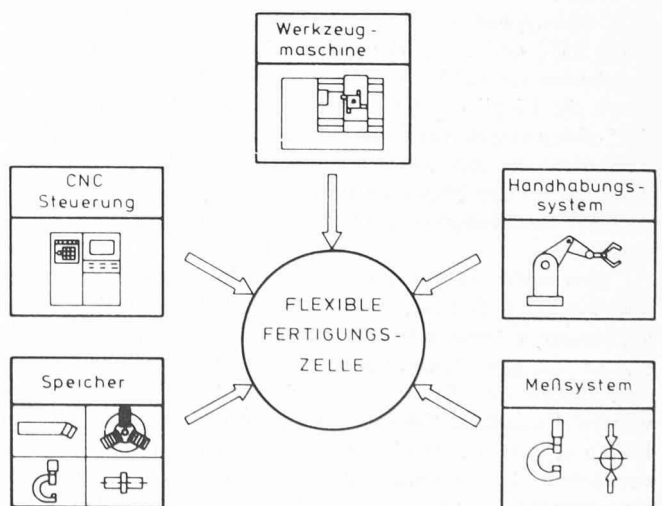 Werkzeug-
maschine
CNC
Steuerung
Handhabungs-
system
FLEXIBLE
FERTIGUNGS-
ZELLE
Speicher
Meßsystem